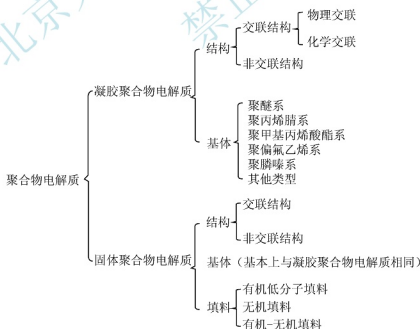 物理交联
交联结构
化学交联
结构
非交联结构
凝胶聚合物电解质
聚醚系
聚丙烯腈系
聚甲基丙烯酸酯系
基体
聚偏氟乙烯系
聚膦嗪系
其他类型
聚合物电解质
交联结构
结构
非交联结构
固体聚合物电解质
基体（基本上与凝胶聚合物电解质相同）
有机低分子填料
填料
无机填料
有机-无机填料
北京
禁止